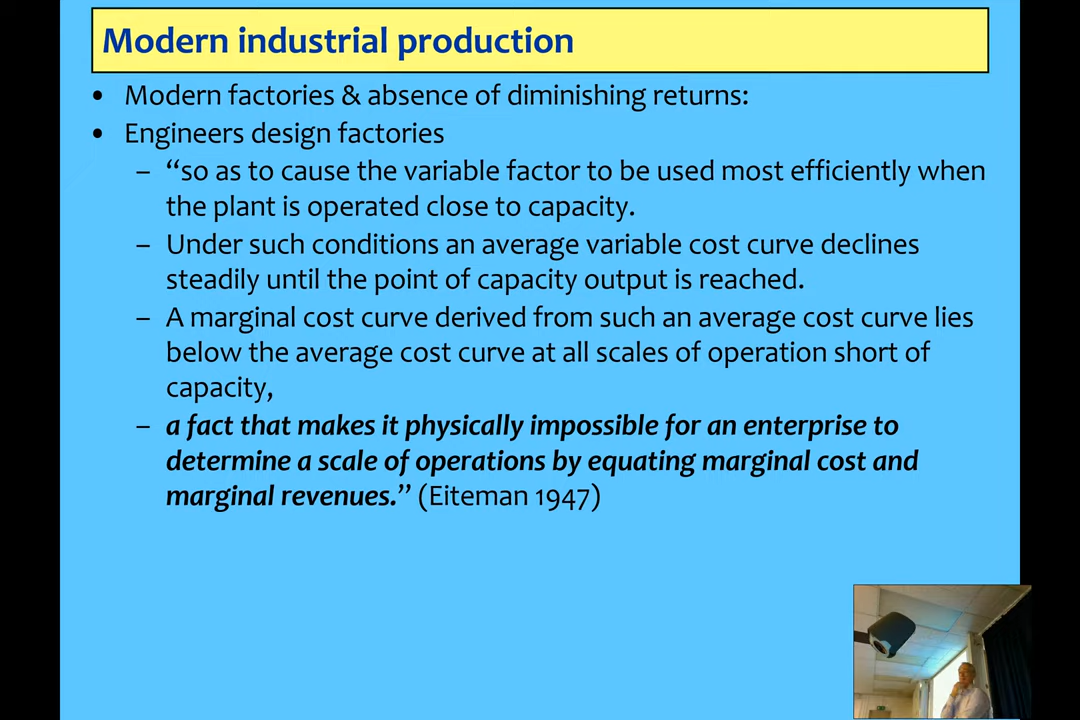 Modern industrial production
• Modern factories & absence of diminishing returns:
• Engineers design factories
– “so as to cause the variable factor to be used most efficiently when
the plant is operated close to capacity.
– Under such conditions an average variable cost curve declines
steadily until the point of capacity output is reached.
– A marginal cost curve derived from such an average cost curve lies
below the average cost curve at all scales of operation short of
capacity,
– a fact that makes it physically impossible for an enterprise to
determine a scale of operations by equating marginal cost and
marginal revenues.” (Eiteman 1947)